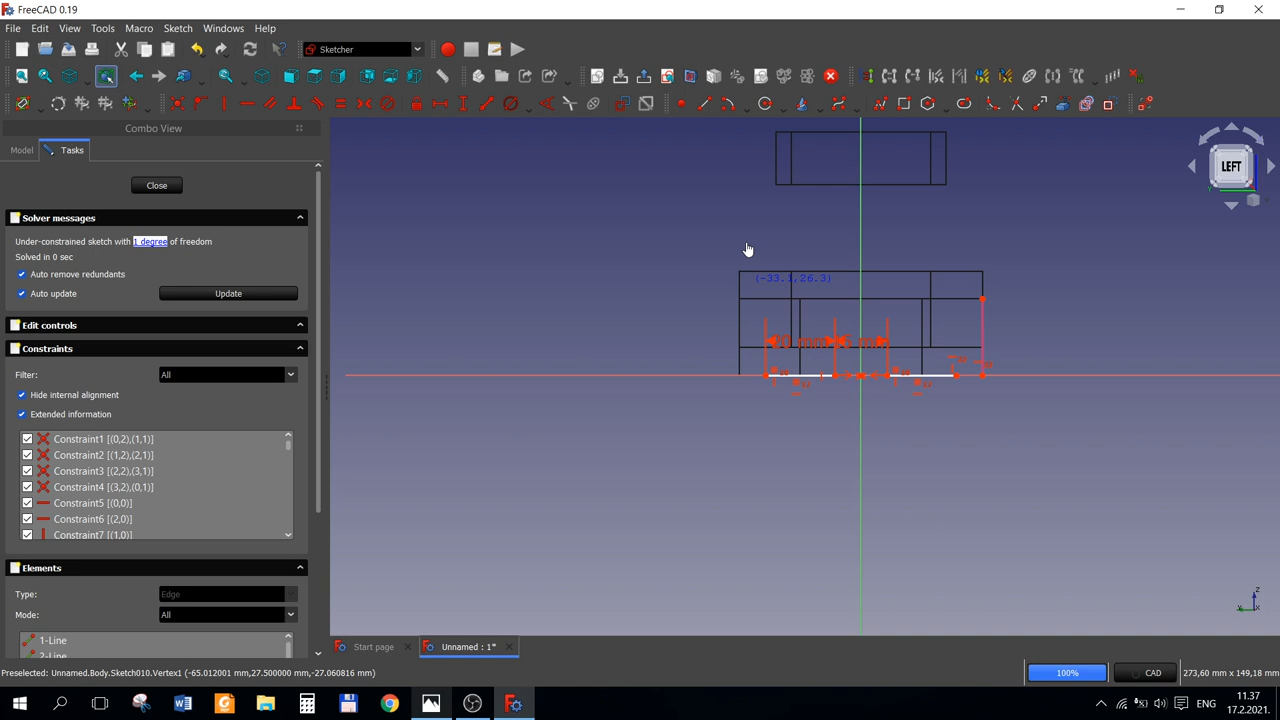 FreeCAD 0.19
File Edit View Tools Macro Sketch Windows Help
Sketcher
Combo View
Model Tasks
Close
Solver messages
Under-constrained sketch with 1 degree of freedom
Solved in 0 sec
Auto remove redundants
Auto update Update
Edit controls
Constraints
Filter: All
Hide internal alignment
Extended information
Constraint1 [(0,2),(1,1)]
Constraint2 [(1,2),(2,1)]
Constraint3 [(2,2),(3,1)]
Constraint4 [(3,2),(0,1)]
Constraint5 [(0,0)]
Constraint6 [(2,0)]
Constraint7 [(1,0)]
Elements
Type: Edge
Mode: All
1-Line
2-Line
LEFT
(-33.1,26.3)
Start page Unnamed : 1*
Preselected: Unnamed.Body.Sketch010.Vertex1 (-65.012001 mm,27.500000 mm,-27.060816 mm)
100% CAD 273,60 mm x 149,18 mm
ENG 11.37
17.2.2021.